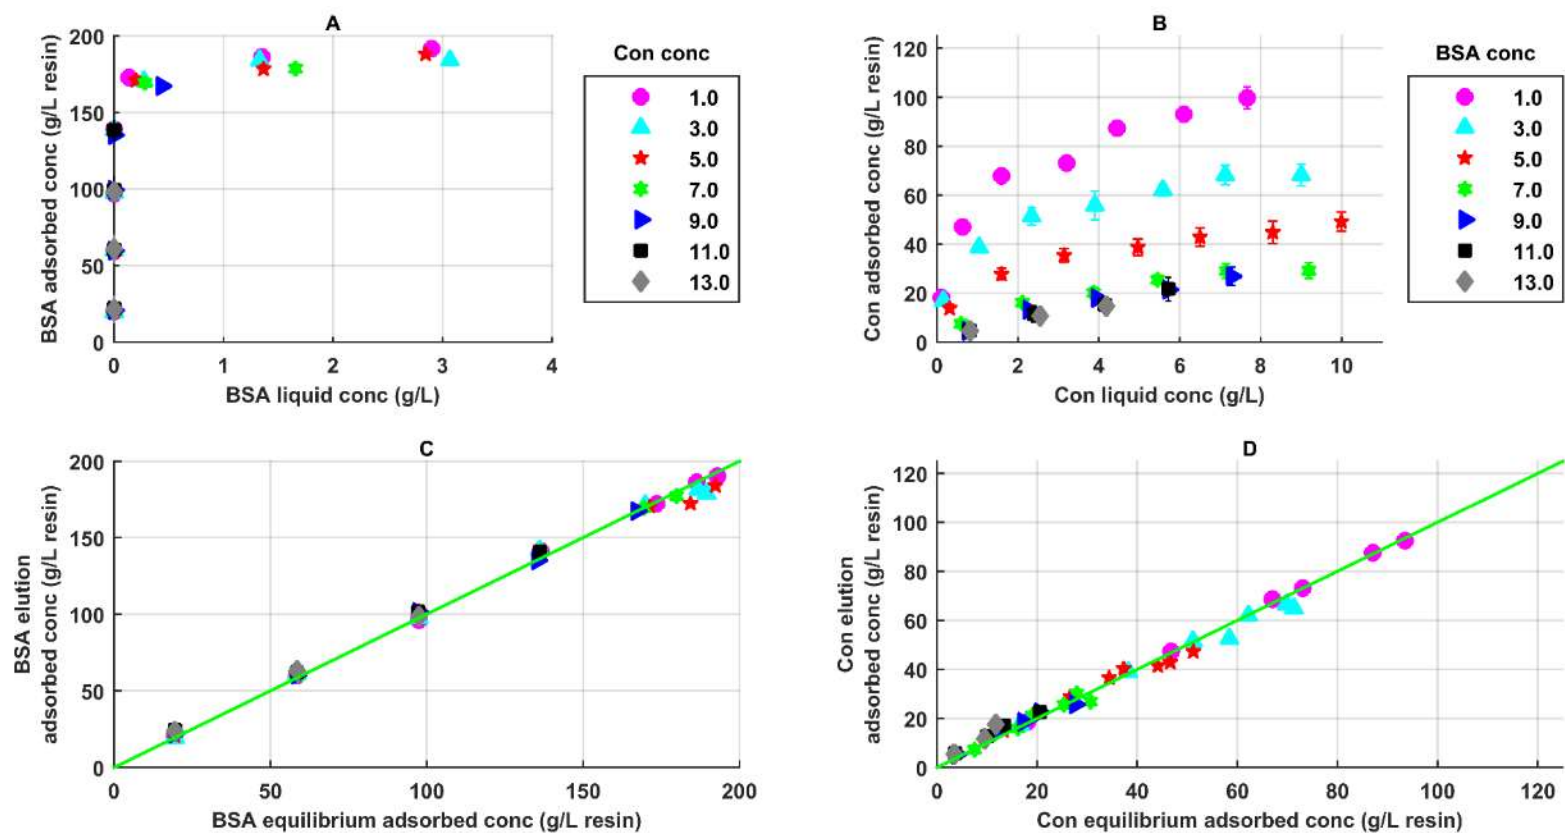 A
BSA adsorbed conc (g/L resin)
200
150
100
50
0
0 1 2 3 4
BSA liquid conc (g/L)
Con conc
1.0
3.0
5.0
7.0
9.0
11.0
13.0
B
Con adsorbed conc (g/L resin)
120
100
80
60
40
20
0
0 2 4 6 8 10
Con liquid conc (g/L)
BSA conc
1.0
3.0
5.0
7.0
9.0
11.0
13.0
C
BSA elution
adsorbed conc (g/L resin)
200
150
100
50
0
0 50 100 150 200
BSA equilibrium adsorbed conc (g/L resin)
D
Con elution
adsorbed conc (g/L resin)
120
100
80
60
40
20
0
0 20 40 60 80 100 120
Con equilibrium adsorbed conc (g/L resin)